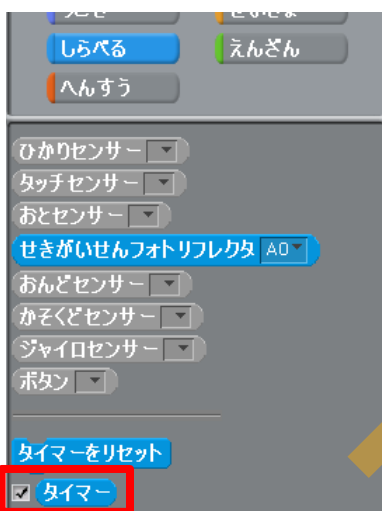 しらべる えんざん
へんすう
ひかりセンサー
タッチセンサー
おとセンサー
せきがいせんフォトリフレクタ A0
おんどセンサー
かそくどセンサー
ジャイロセンサー
ボタン
タイマーをリセット
タイマー